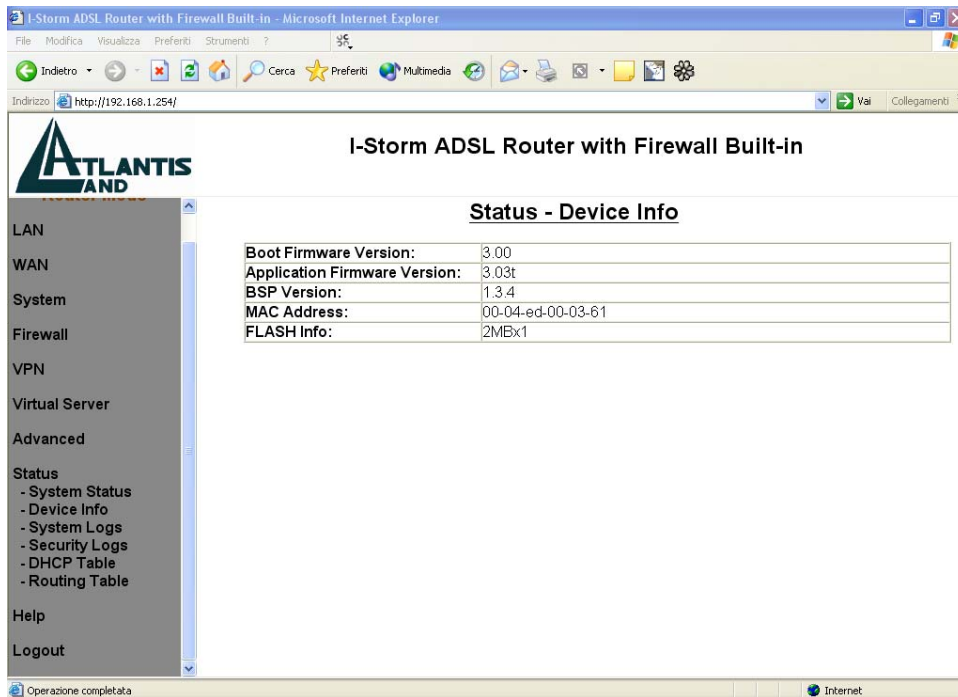 I-Storm ADSL Router with Firewall Built-in - Microsoft Internet Explorer
File Modifica Visualizza Preferiti Strumenti ?
Indietro Cerca Preferiti Multimedia
Indirizzo http://192.168.1.254/ Vai Collegamenti
ATLANTIS LAND
I-Storm ADSL Router with Firewall Built-in
Router Mode
LAN
WAN
System
Firewall
VPN
Virtual Server
Advanced
Status
- System Status
- Device Info
- System Logs
- Security Logs
- DHCP Table
- Routing Table
Help
Logout
Status - Device Info
Boot Firmware Version: 3.00
Application Firmware Version: 3.03t
BSP Version: 1.3.4
MAC Address: 00-04-ed-00-03-61
FLASH Info: 2MBx1
Operazione completata Internet